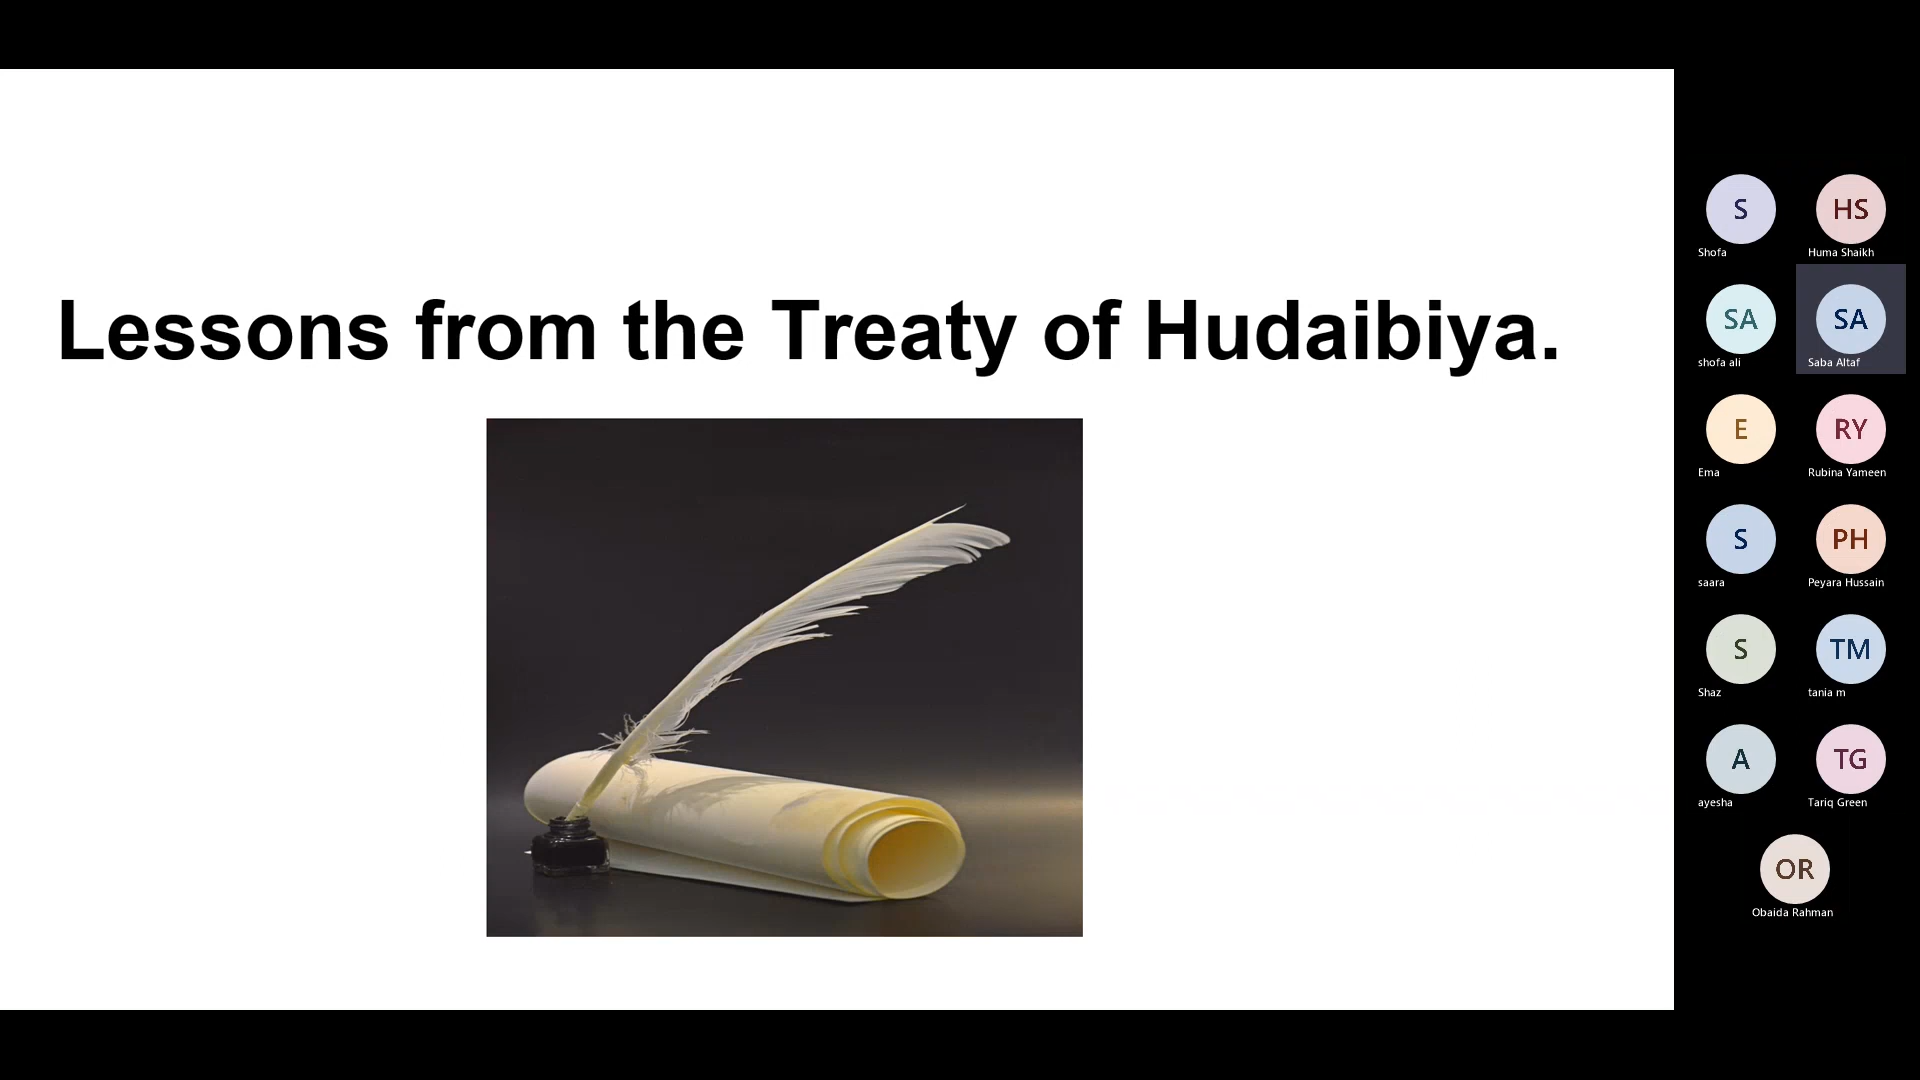 Lessons from the Treaty of Hudaibiya.
S
HS
Shofa
Huma Shaikh
SA
SA
shofa ali
Saba Altaf
E
RY
Ema
Rubina Yameen
S
PH
saara
Peyara Hussain
S
TM
Shaz
tania m
A
TG
ayesha
Tariq Green
OR
Obaida Rahman